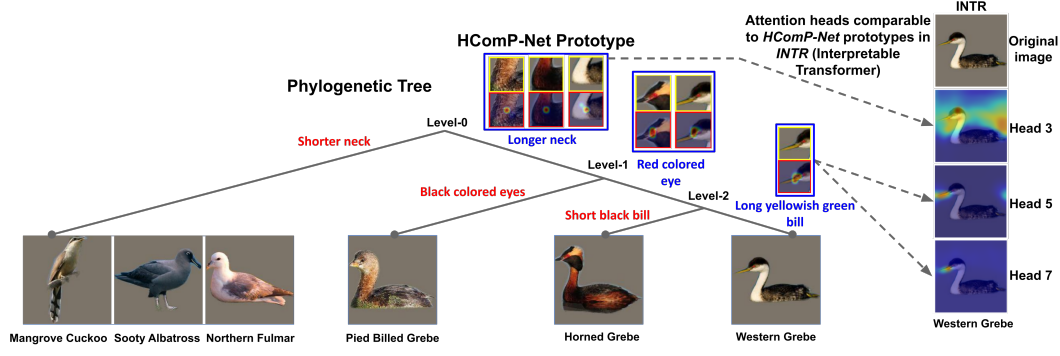 INTR
Attention heads comparable
to HComP-Net prototypes in
INTR (Interpretable
Transformer)
Original
image
HComP-Net Prototype
Phylogenetic Tree
Level-0
Shorter neck
Longer neck
Head 3
Level-1
Red colored
eye
Black colored eyes
Level-2
Short black bill
Long yellowish green
bill
Head 5
Head 7
Mangrove Cuckoo
Sooty Albatross
Northern Fulmar
Pied Billed Grebe
Horned Grebe
Western Grebe
Western Grebe